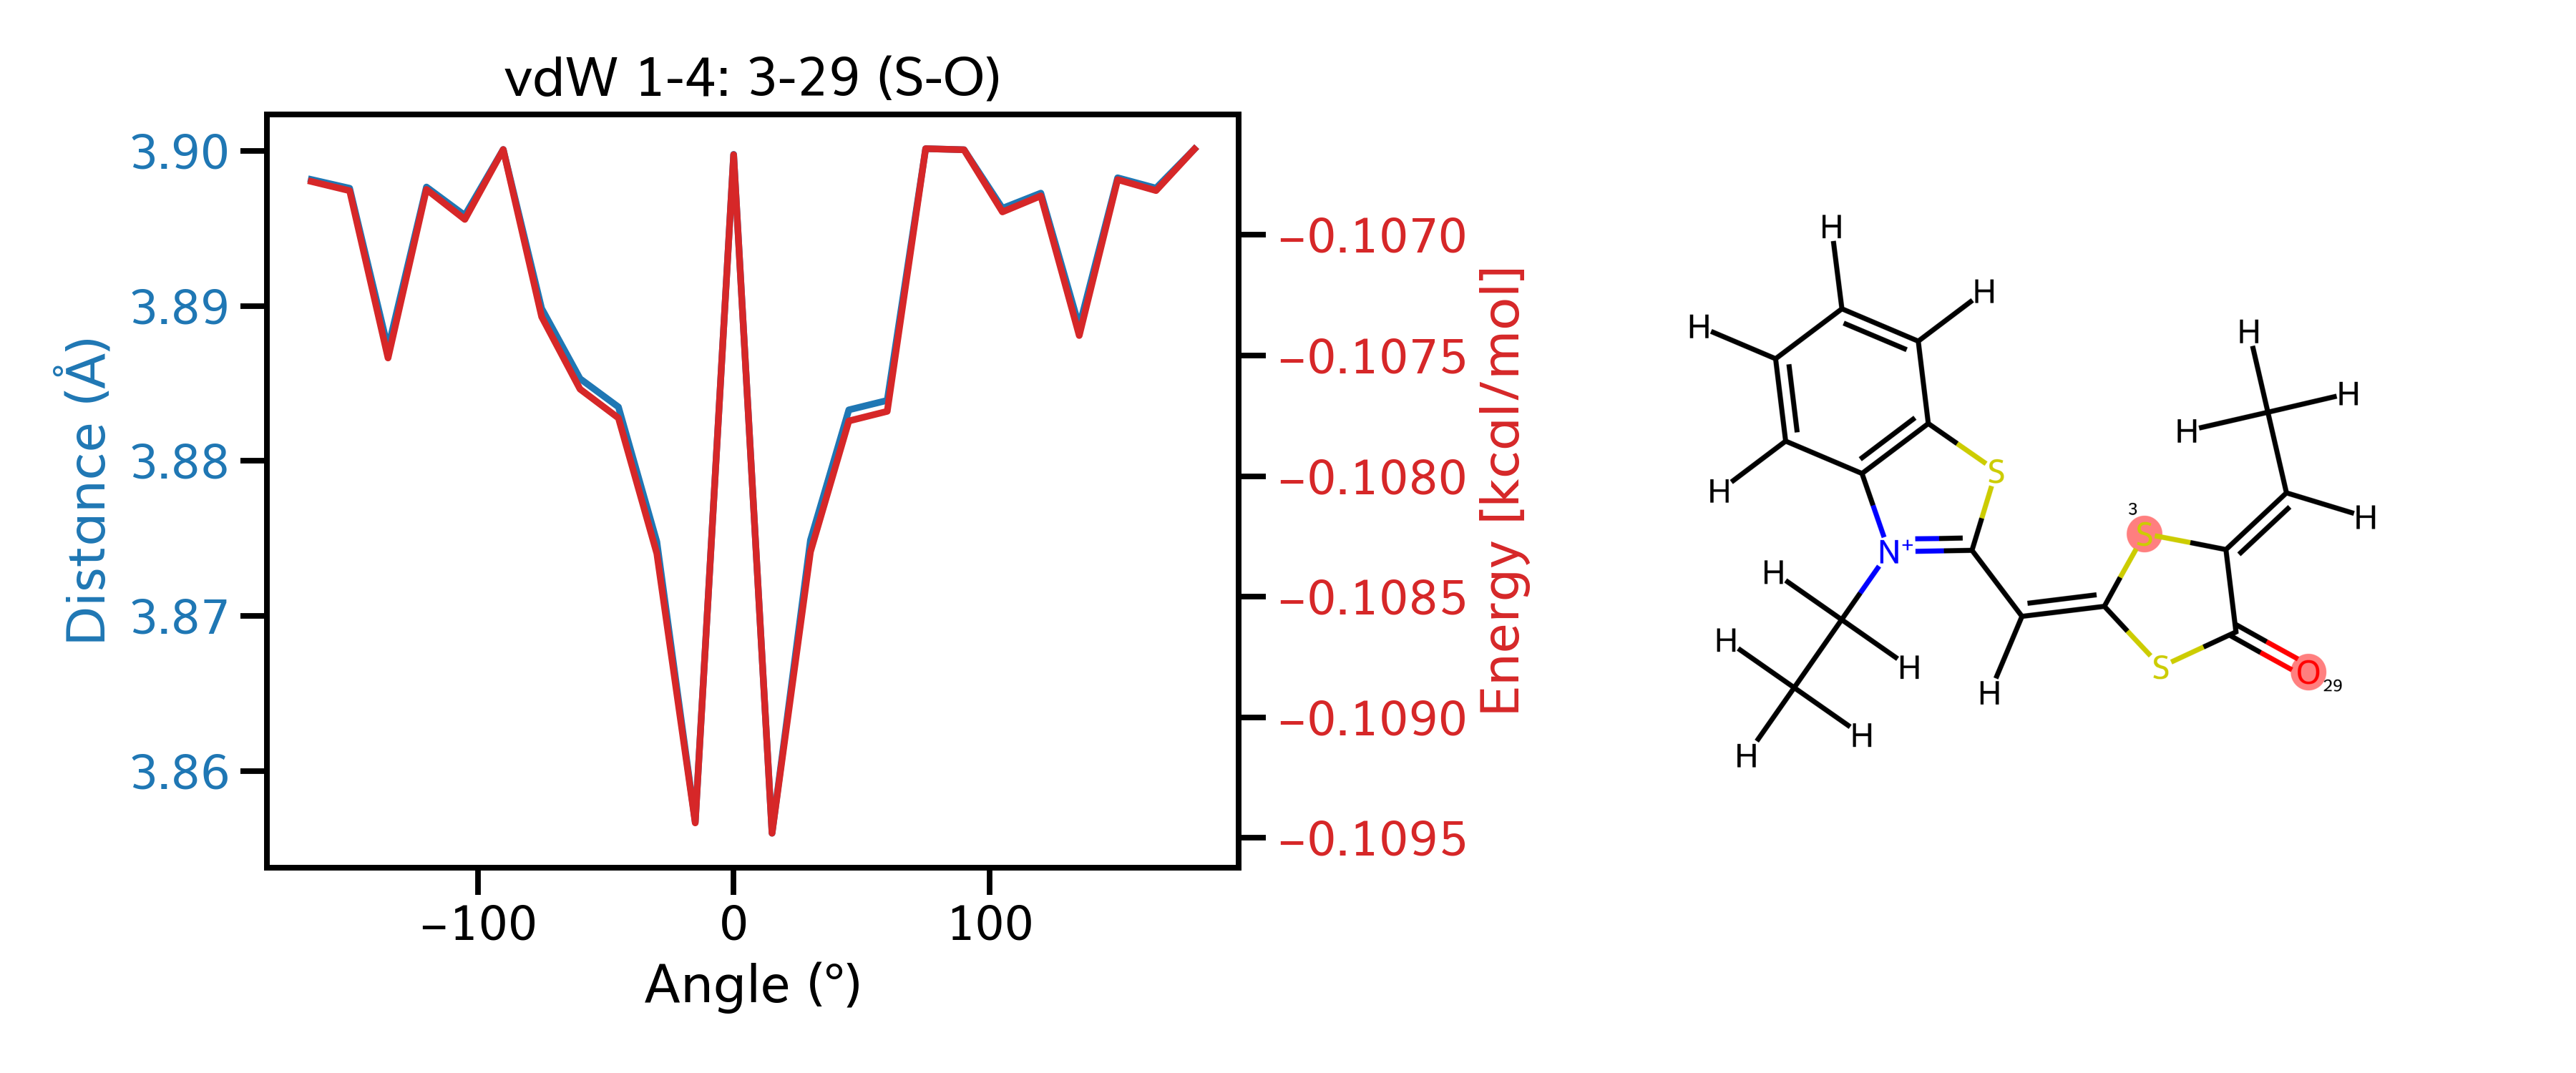 vdW 1-4: 3-29 (S-O)
3.90
3.89
3.88
3.87
3.86
Distance (Å)
−0.1070
−0.1075
−0.1080
−0.1085
−0.1090
−0.1095
Energy [kcal/mol]
−100 0 100
Angle (°)
H
H
H
H
H
H
H
S
3
H
H
S
N+
H
H
H
S
O
29
H
H
H